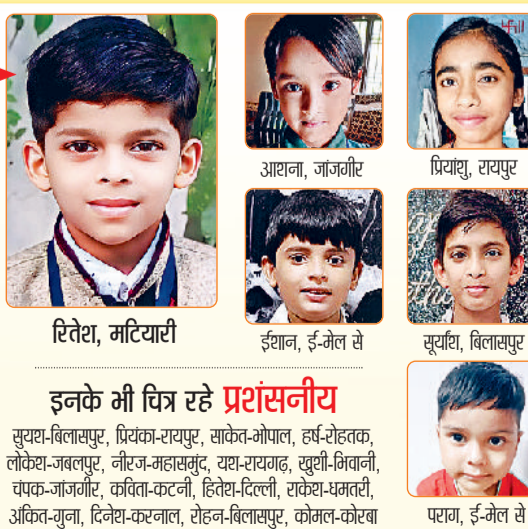 आशना, जांजगीर
प्रियांशु, रायपुर
रितेश, मटियारी
ईशान, ई-मेल से
सूर्यांश, बिलासपुर
इनके भी चित्र रहे प्रशंसनीय
सुयश-बिलासपुर, प्रियंका-रायपुर, साकेत-भोपाल, हर्ष-रोहतक,
लोकेश-जबलपुर, नीरज-महासमुंद, यश-रायगढ़, खुशी-भिवानी,
चंपक-जांजगीर, कविता-कटनी, हितेश-दिल्ली, राकेश-धमतरी,
अंकित-गुना, दिनेश-करनाल, रोहन-बिलासपुर, कोमल-कोरबा
पराग, ई-मेल से